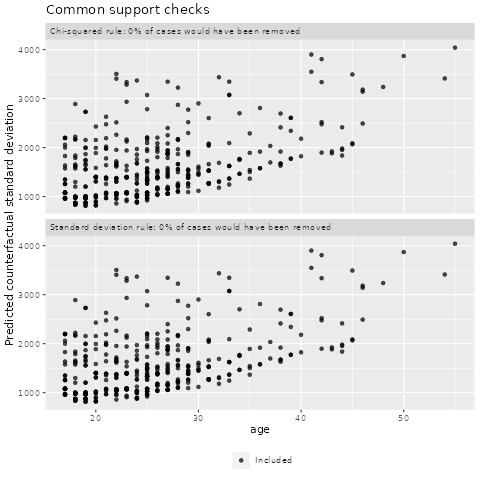 Common support checks
Chi-squared rule: 0% of cases would have been removed
4000
3000
2000
1000
Standard deviation rule: 0% of cases would have been removed
4000
3000
2000
1000
Predicted counterfactual standard deviation
20
30
40
50
age
Included